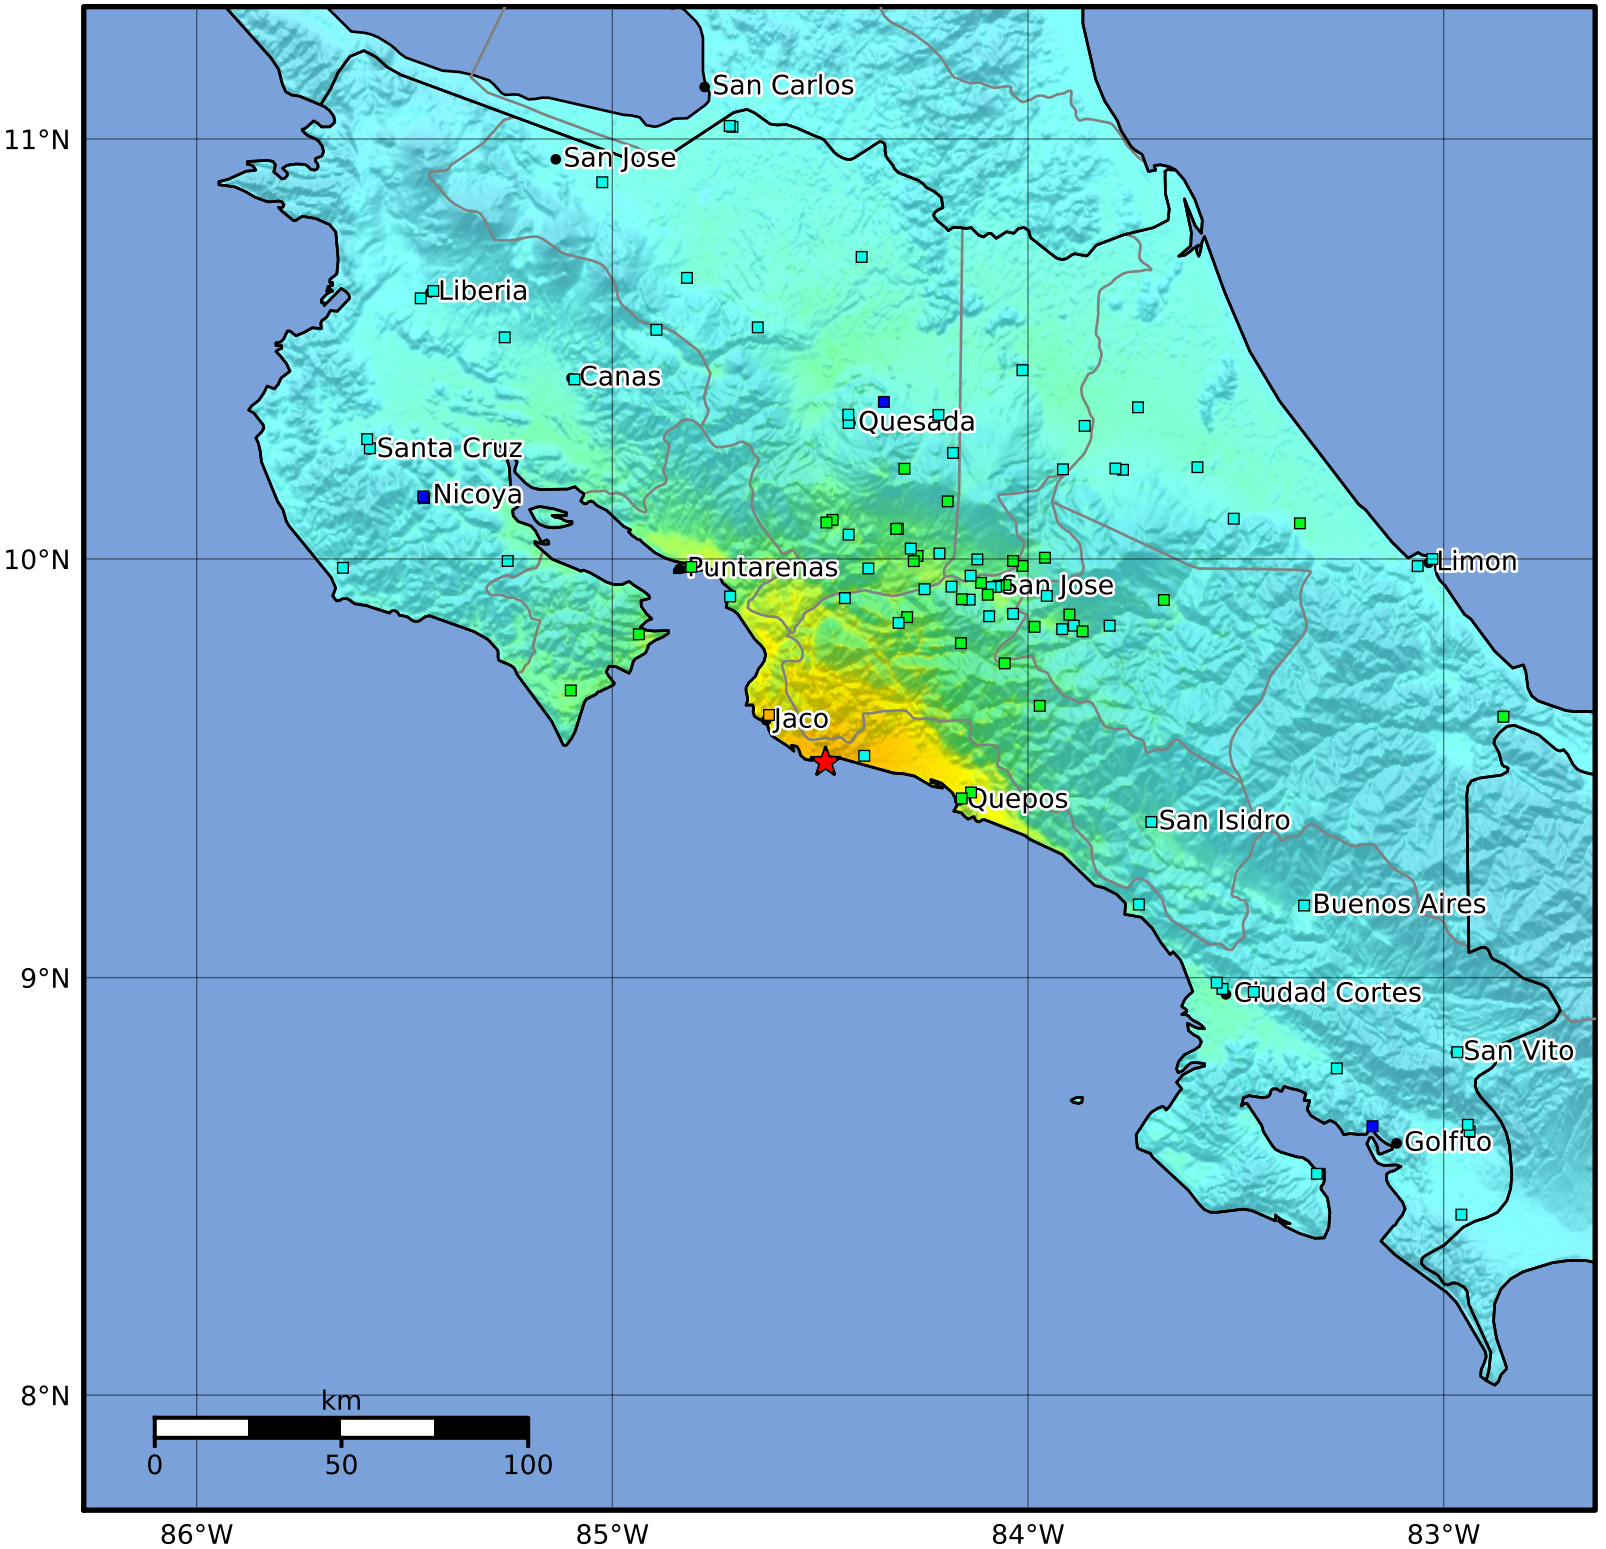 San Carlos
11°N
San Jose
Liberia
Canas
Quesada
Santa Cruz
Nicoya
10°N
Puntarenas
Limon
San Jose
Jaco
Quepos
San Isidro
Buenos Aires
9°N
Ciudad Cortes
San Vito
Golfito
8°N
km
0 50 100
86°W 85°W 84°W 83°W